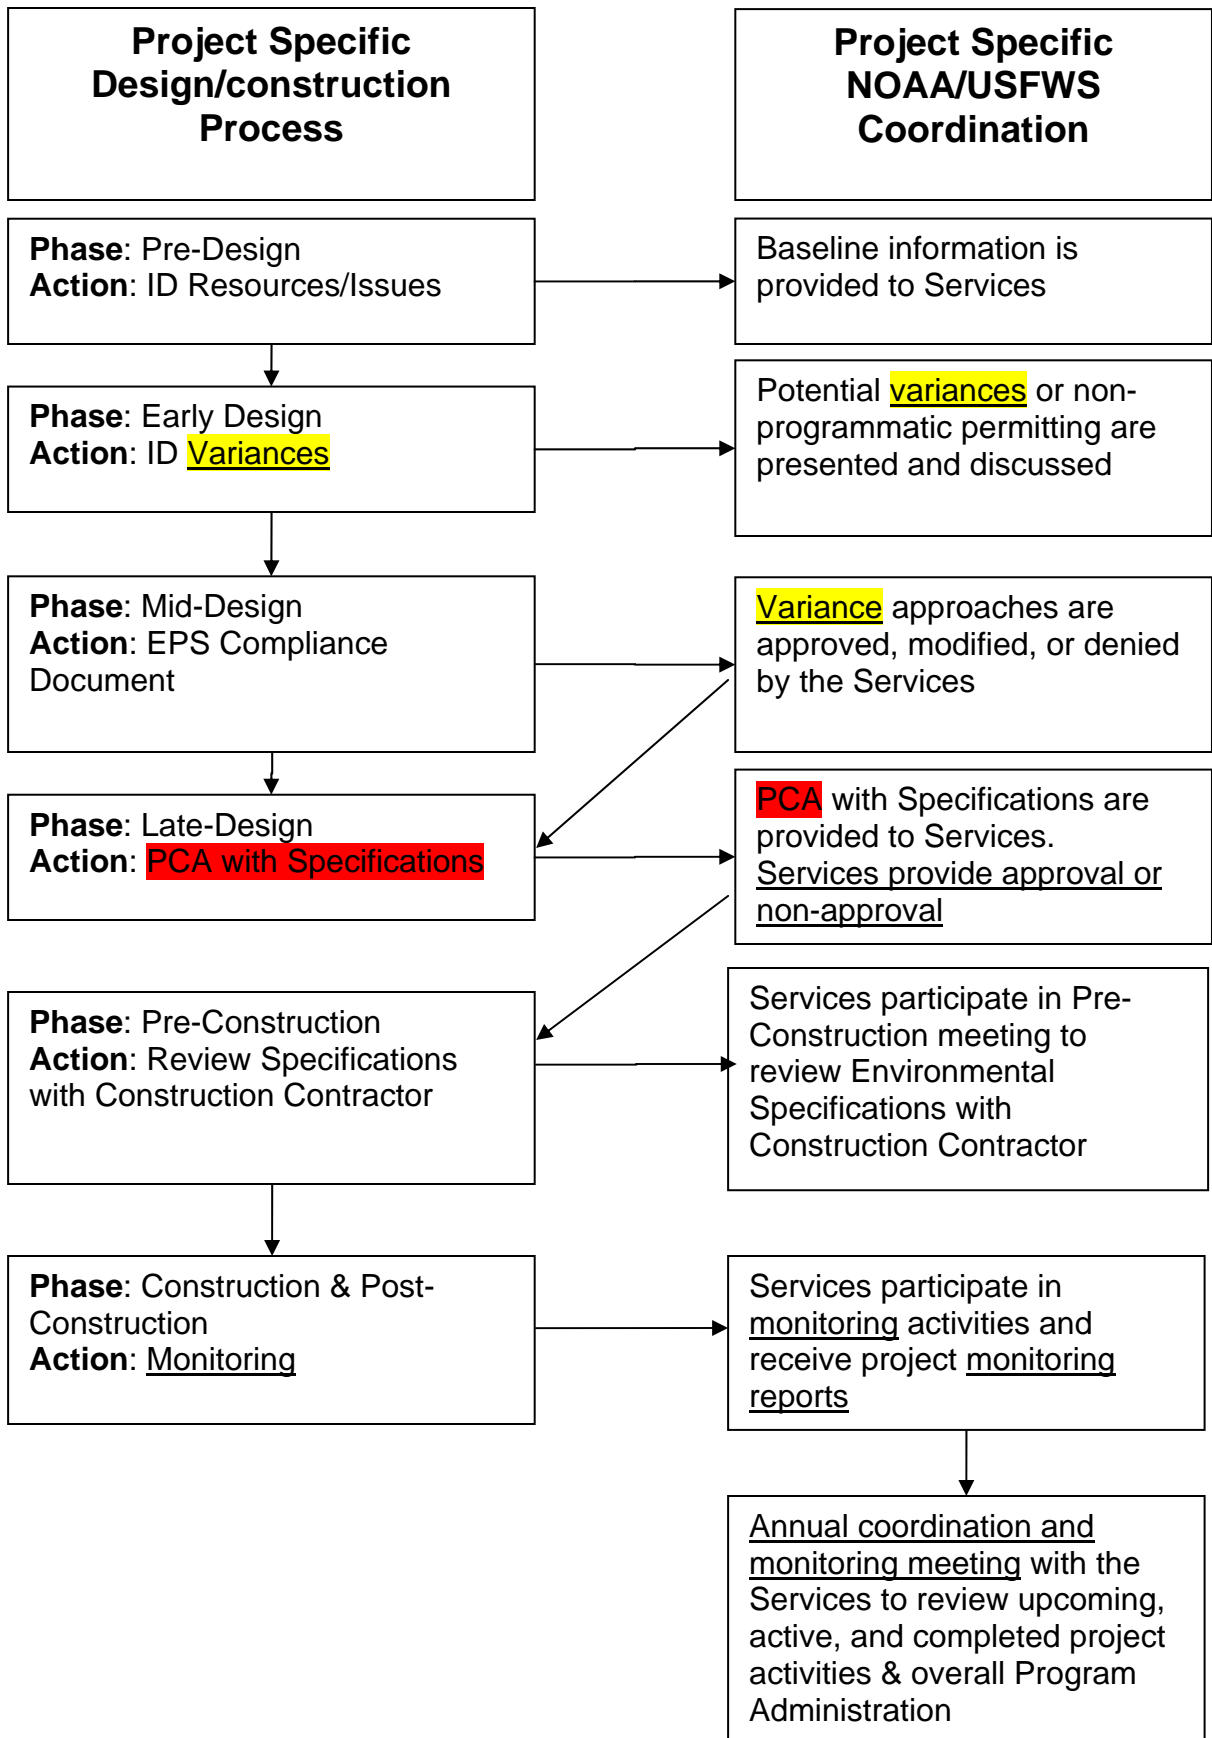 Project Specific
Design/construction
Process
Project Specific
NOAA/USFWS
Coordination
Phase: Pre-Design
Action: ID Resources/Issues
Baseline information is
provided to Services
Phase: Early Design
Action: ID Variances
Potential variances or non-
programmatic permitting are
presented and discussed
Phase: Mid-Design
Action: EPS Compliance
Document
Variance approaches are
approved, modified, or denied
by the Services
Phase: Late-Design
Action: PCA with Specifications
PCA with Specifications are
provided to Services.
Services provide approval or
non-approval
Phase: Pre-Construction
Action: Review Specifications
with Construction Contractor
Services participate in Pre-
Construction meeting to
review Environmental
Specifications with
Construction Contractor
Phase: Construction & Post-
Construction
Action: Monitoring
Services participate in
monitoring activities and
receive project monitoring
reports
Annual coordination and
monitoring meeting with the
Services to review upcoming,
active, and completed project
activities & overall Program
Administration